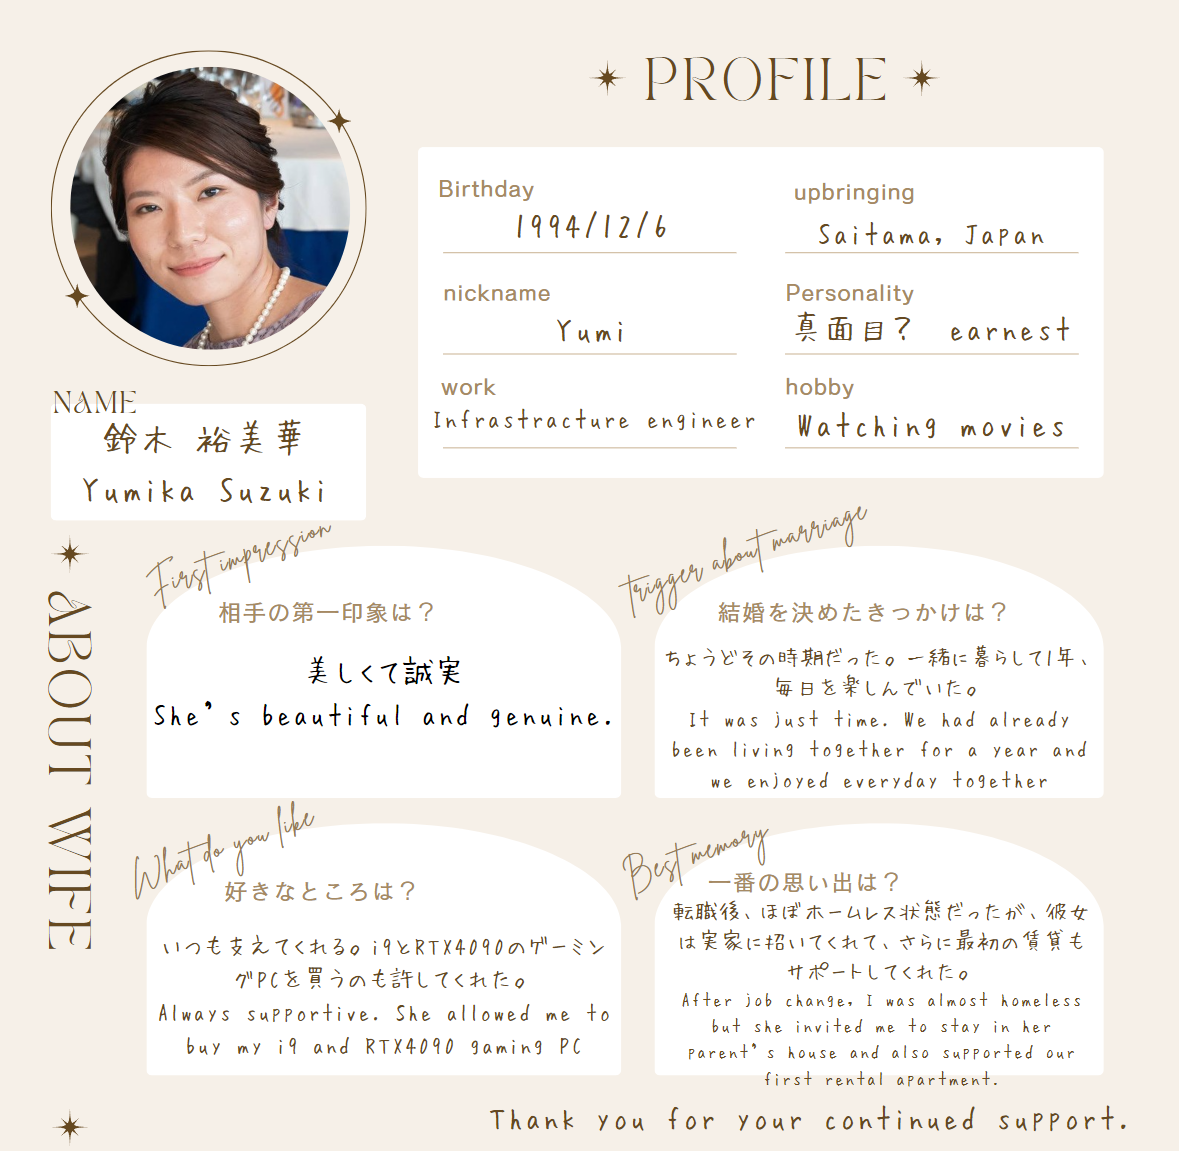 PROFILE
Birthday
1994/12/6
upbringing
Saitama, Japan
nickname
Yumi
Personality
真面目？ earnest
work
Infrastracture engineer
hobby
Watching movies
NAME
鈴木 裕美華
Yumika Suzuki
ABOUT WIFE
First impression
相手の第一印象は？
美しくて誠実
She's beautiful and genuine.
trigger about marriage
結婚を決めたきっかけは？
ちょうどその時期だった。一緒に暮らして1年、
毎日を楽しんでいた。
It was just time. We had already
been living together for a year and
we enjoyed everyday together
What do you like
好きなところは？
いつも支えてくれる。i9とRTX4090のゲーミン
グPCを買うのも許してくれた。
Always supportive. She allowed me to
buy my i9 and RTX4090 gaming PC
Best memory
一番の思い出は？
転職後、ほぼホームレス状態だったが、彼女
は実家に招いてくれて、さらに最初の賃貸も
サポートしてくれた。
After job change, I was almost homeless
but she invited me to stay in her
parent's house and also supported our
first rental apartment.
Thank you for your continued support.